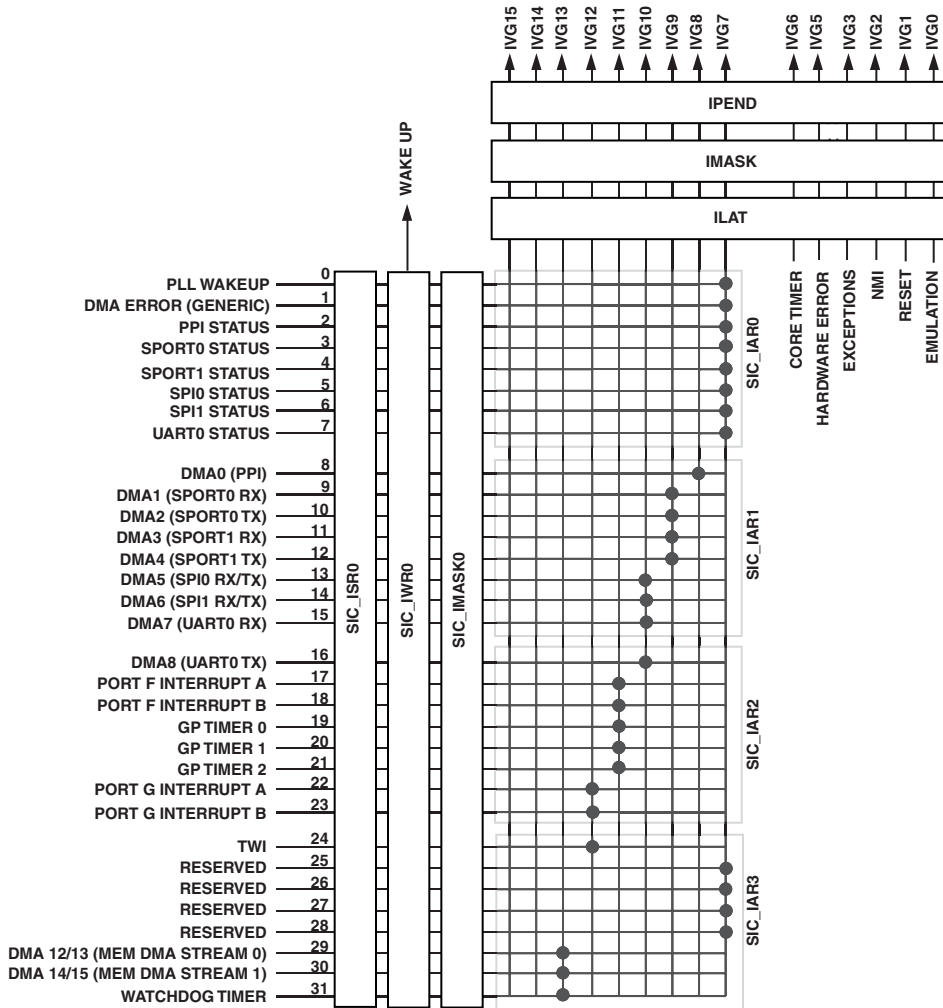 IVG15
IVG14
IVG13
IVG12
IVG11
IVG10
IVG9
IVG8
IVG7
IVG6
IVG5
IVG3
IVG2
IVG1
IVG0
IPEND
IMASK
ILAT
WAKE UP
CORE TIMER
HARDWARE ERROR
EXCEPTIONS
NMI
RESET
EMULATION
PLL WAKEUP 0
DMA ERROR (GENERIC) 1
PPI STATUS 2
SPORT0 STATUS 3
SPORT1 STATUS 4
SPI0 STATUS 5
SPI1 STATUS 6
UART0 STATUS 7
DMA0 (PPI) 8
DMA1 (SPORT0 RX) 9
DMA2 (SPORT0 TX) 10
DMA3 (SPORT1 RX) 11
DMA4 (SPORT1 TX) 12
DMA5 (SPI0 RX/TX) 13
DMA6 (SPI1 RX/TX) 14
DMA7 (UART0 RX) 15
DMA8 (UART0 TX) 16
PORT F INTERRUPT A 17
PORT F INTERRUPT B 18
GP TIMER 0 19
GP TIMER 1 20
GP TIMER 2 21
PORT G INTERRUPT A 22
PORT G INTERRUPT B 23
TWI 24
RESERVED 25
RESERVED 26
RESERVED 27
RESERVED 28
DMA 12/13 (MEM DMA STREAM 0) 29
DMA 14/15 (MEM DMA STREAM 1) 30
WATCHDOG TIMER 31
SIC_ISR0
SIC_IWR0
SIC_IMASK0
SIC_IAR0
SIC_IAR1
SIC_IAR2
SIC_IAR3